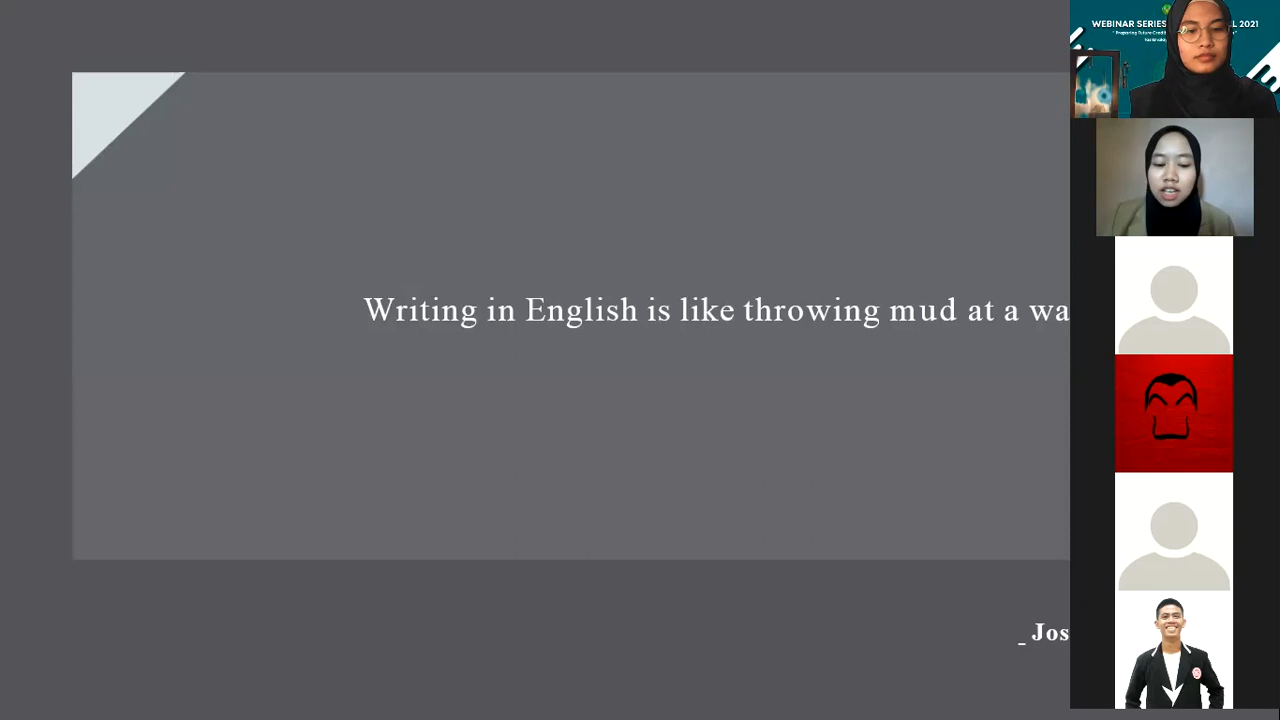 WEBINAR SERIES
L 2021
Writing in English is like throwing mud at a wa
_ Jos